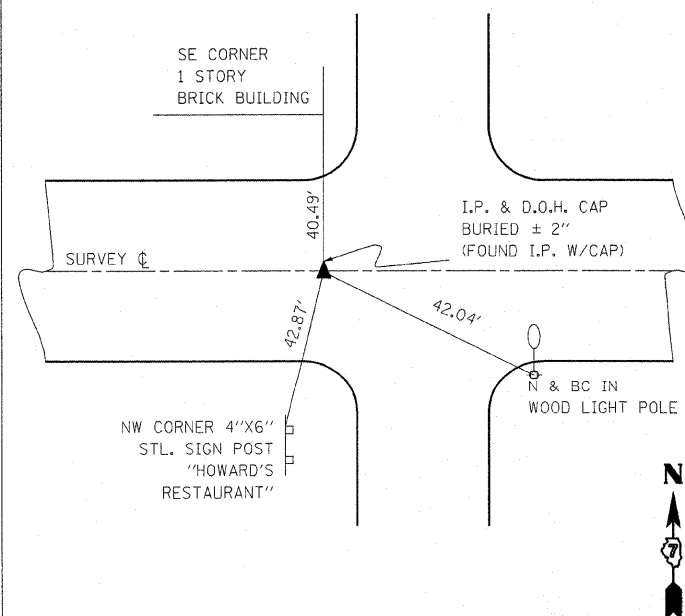 SE CORNER
1 STORY
BRICK BUILDING
40.49'
I.P. & D.O.H. CAP
BURIED ± 2"
(FOUND I.P. W/CAP)
SURVEY ℄
42.87'
42.04'
N & BC IN
WOOD LIGHT POLE
NW CORNER 4"X6"
STL. SIGN POST
"HOWARD'S
RESTAURANT"
N
7